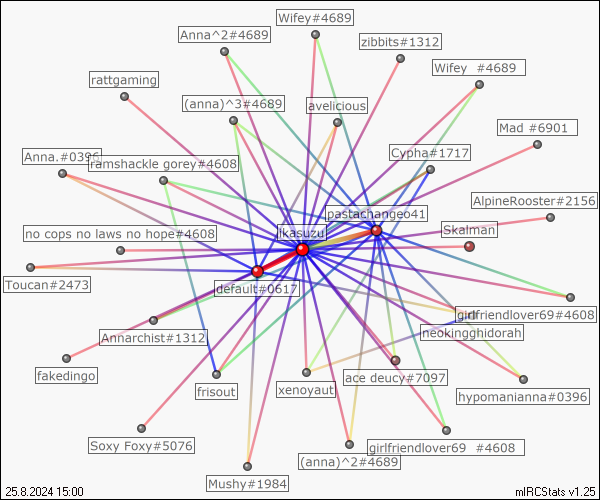 Wifey#4689
Anna^2#4689
zibbits#1312
Wifey  #4689
rattgaming
(anna)^3#4689
avelicious
Mad #6901
Anna.#0396
ramshackle gorey#4608
Cypha#1717
AlpineRooster#2156
pastachangeo41
Skalman
jkasuzu
no cops no laws no hope#4608
Toucan#2473
default#0617
girlfriendlover69#4608
neokingghidorah
Annarchist#1312
fakedingo
frisout
xenoyaut
ace deucy#7097
hypomanianna#0396
Soxy Foxy#5076
girlfriendlover69  #4608
(anna)^2#4689
Mushy#1984
25.8.2024 15:00
mIRCStats v1.25